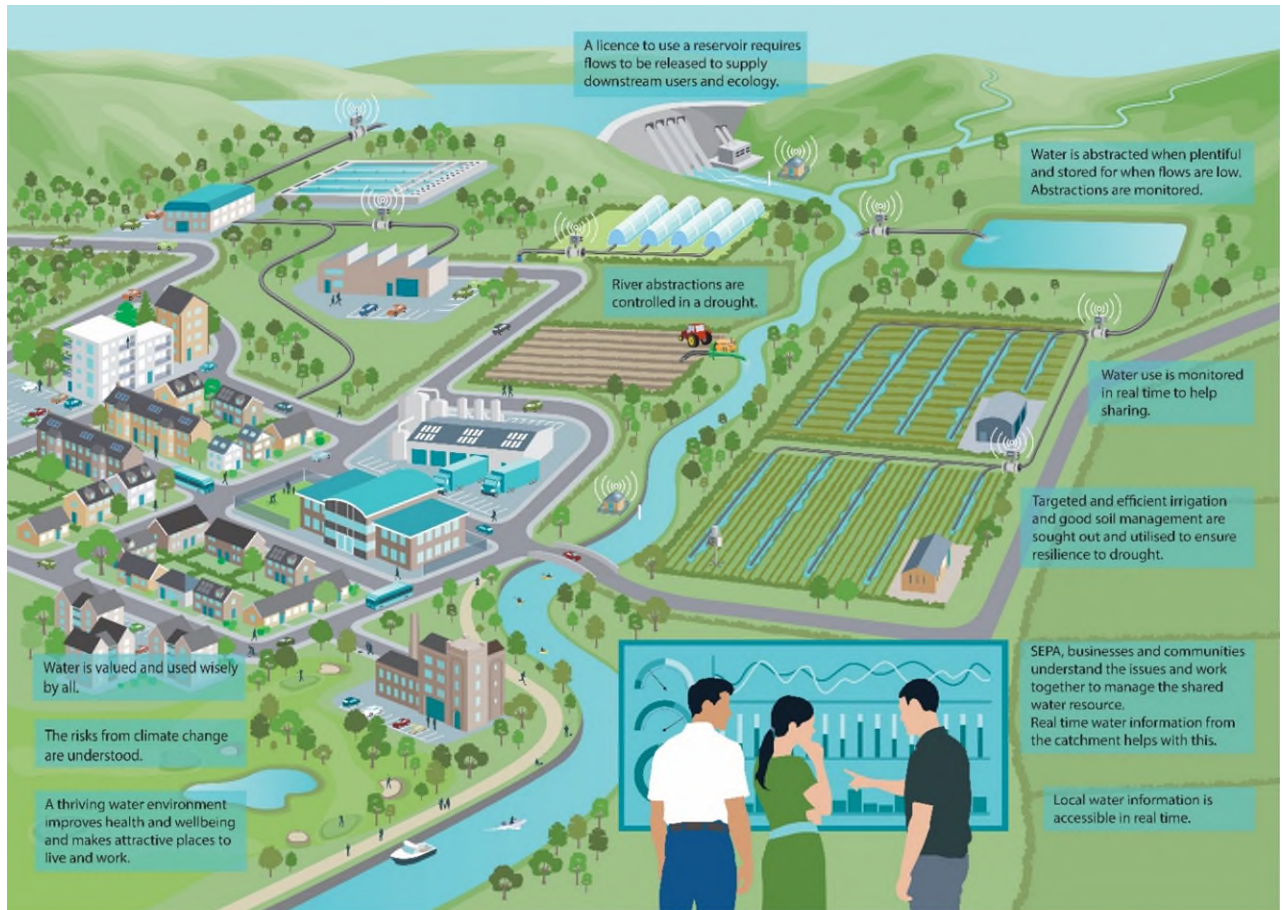 A licence to use a reservoir requires
flows to be released to supply
downstream users and ecology.
Water is abstracted when plentiful
and stored for when flows are low.
Abstractions are monitored.
River abstractions are
controlled in a drought.
Water use is monitored
in real time to help
sharing.
Targeted and efficient irrigation
and good soil management are
sought out and utilised to ensure
resilience to drought.
Water is valued and used wisely
by all.
The risks from climate change
are understood.
A thriving water environment
improves health and wellbeing
and makes attractive places to
live and work.
SEPA, businesses and communities
understand the issues and work
together to manage the shared
water resource.
Real time water information from
the catchment helps with this.
Local water information is
accessible in real time.